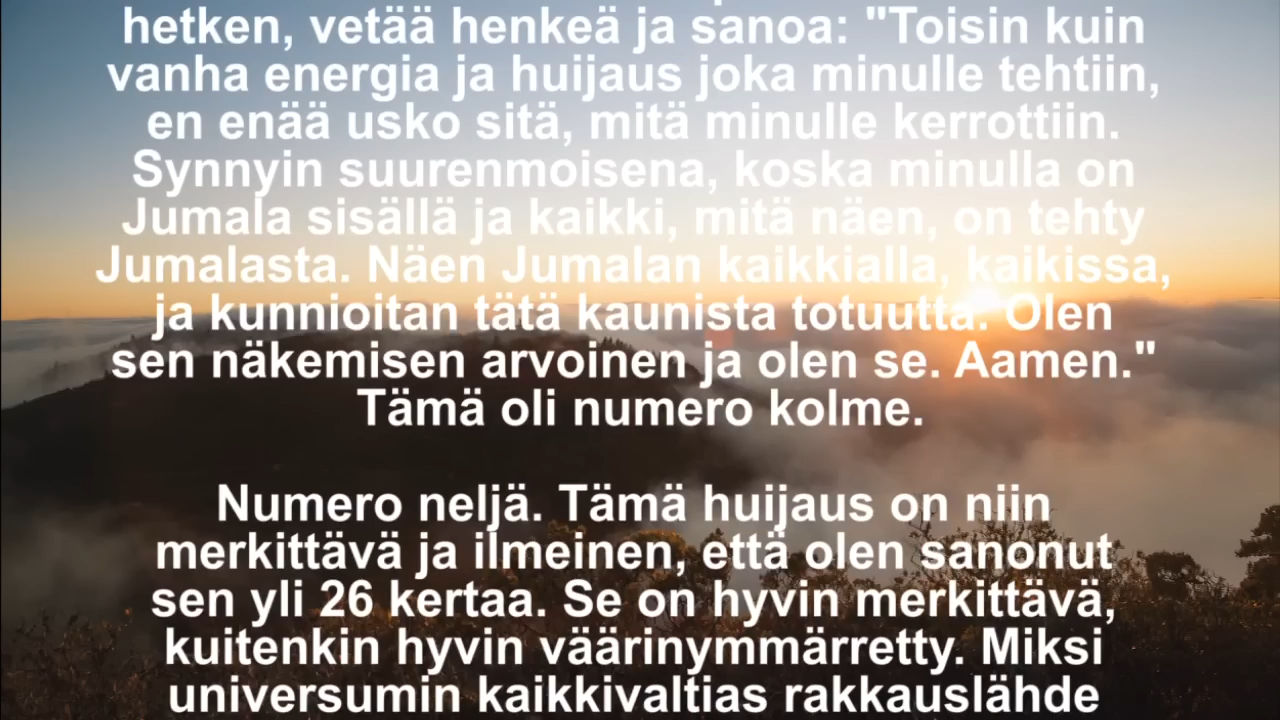 hetken, vetää henkeä ja sanoa: "Toisin kuin
vanha energia ja huijaus joka minulle tehtiin,
en enää usko sitä, mitä minulle kerrottiin.
Synnyin suurenmoisena, koska minulla on
Jumala sisällä ja kaikki, mitä näen, on tehty
Jumalasta. Näen Jumalan kaikkialla, kaikissa,
ja kunnioitan tätä kaunista totuutta. Olen
sen näkemisen arvoinen ja olen se. Aamen."
Tämä oli numero kolme.
Numero neljä. Tämä huijaus on niin
merkittävä ja ilmeinen, että olen sanonut
sen yli 26 kertaa. Se on hyvin merkittävä,
kuitenkin hyvin väärinymmärretty. Miksi
universumin kaikkivaltias rakkauslähde